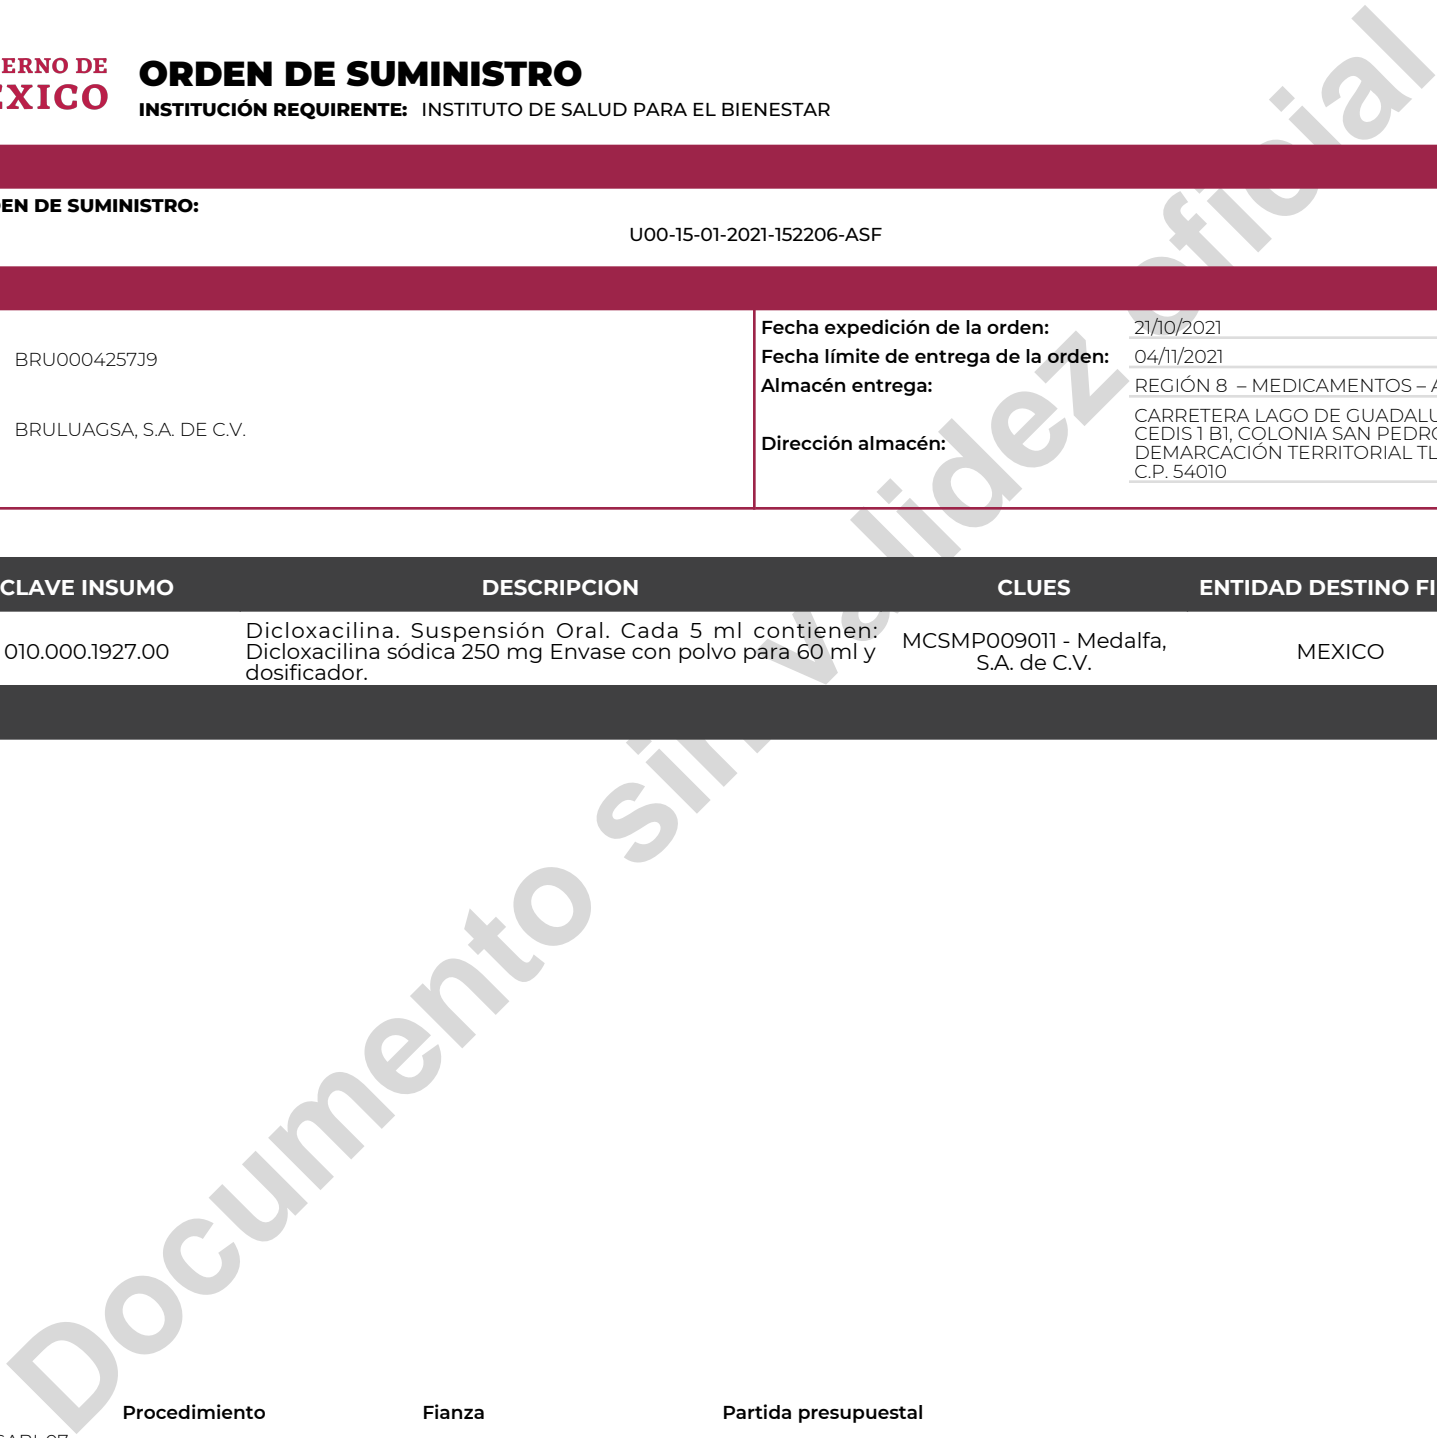 ERNO DE
ORDEN DE SUMINISTRO
EXICO
INSTITUCIÓN REQUIRENTE: INSTITUTO DE SALUD PARA EL BIENESTAR
EN DE SUMINISTRO:
U00-15-01-2021-152206-ASF
BRU0004257J9
BRULUAGSA, S.A. DE C.V.
Fecha expedición de la orden: 21/10/2021
Fecha límite de entrega de la orden: 04/11/2021
Almacén entrega: REGIÓN 8 – MEDICAMENTOS – A
Dirección almacén:
CARRETERA LAGO DE GUADALU
CEDIS 1 B1, COLONIA SAN PEDRO
DEMARCACIÓN TERRITORIAL TL
C.P. 54010
CLAVE INSUMO DESCRIPCION CLUES ENTIDAD DESTINO FI
010.000.1927.00
Dicloxacilina. Suspensión Oral. Cada 5 ml contienen:
Dicloxacilina sódica 250 mg Envase con polvo para 60 ml y
dosificador.
MCSMP009011 - Medalfa,
S.A. de C.V.
MEXICO
Documento sin validez oficial
Procedimiento Fianza Partida presupuestal